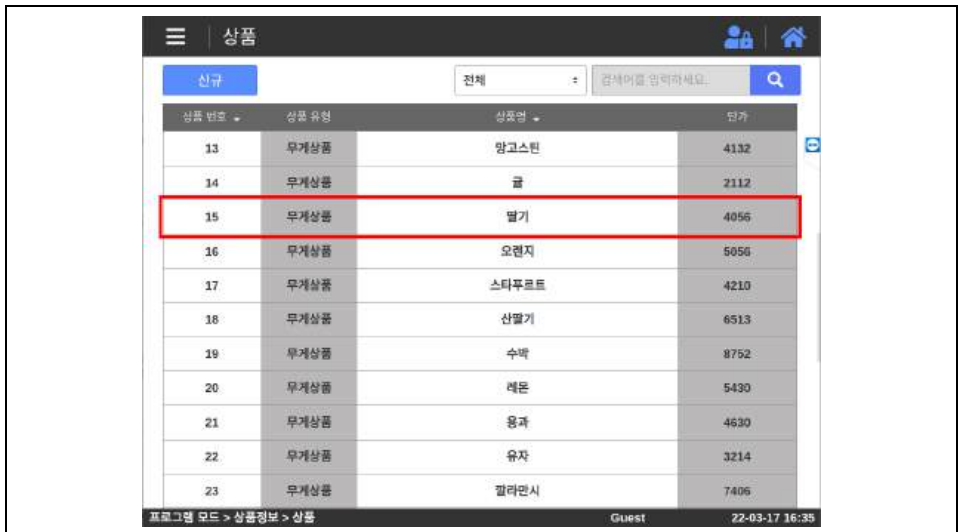 상품
신규 전체 검색어를 입력하세요.
상품 번호 상품 유형 상품명 단가
13 무게상품 망고스틴 4132
14 무게상품 귤 2112
15 무게상품 딸기 4056
16 무게상품 오렌지 5056
17 무게상품 스타푸르트 4210
18 무게상품 산딸기 6513
19 무게상품 수박 8752
20 무게상품 레몬 5430
21 무게상품 용과 4630
22 무게상품 유자 3214
23 무게상품 깔라만시 7406
프로그램 모드 > 상품정보 > 상품 Guest 22-03-17 16:35